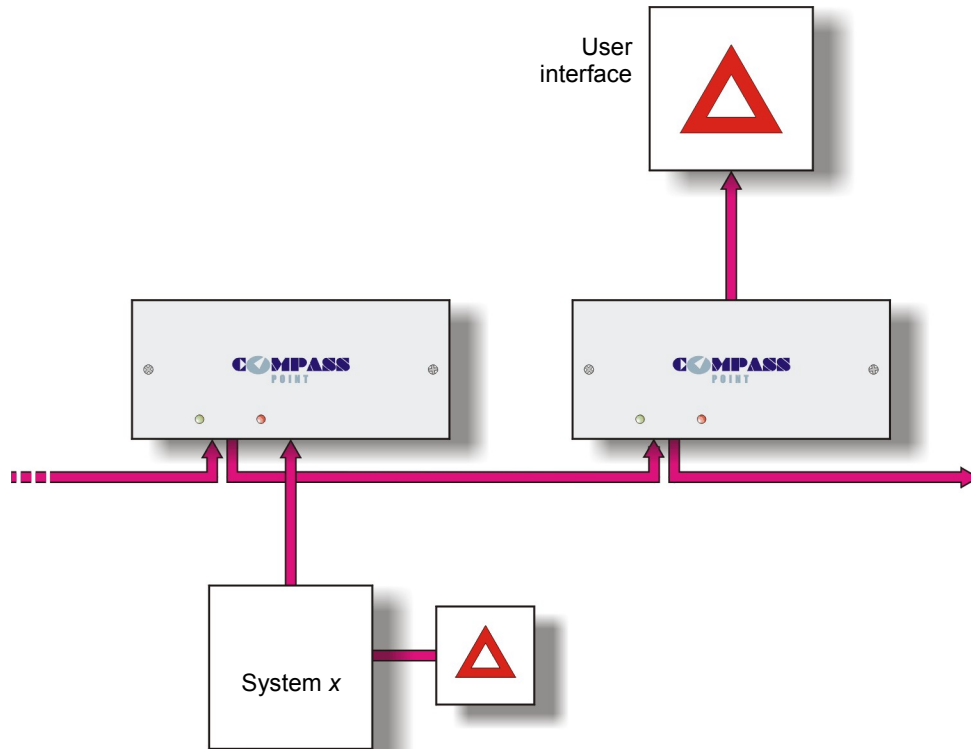 User
interface
COMPASS
POINT
COMPASS
POINT
System x